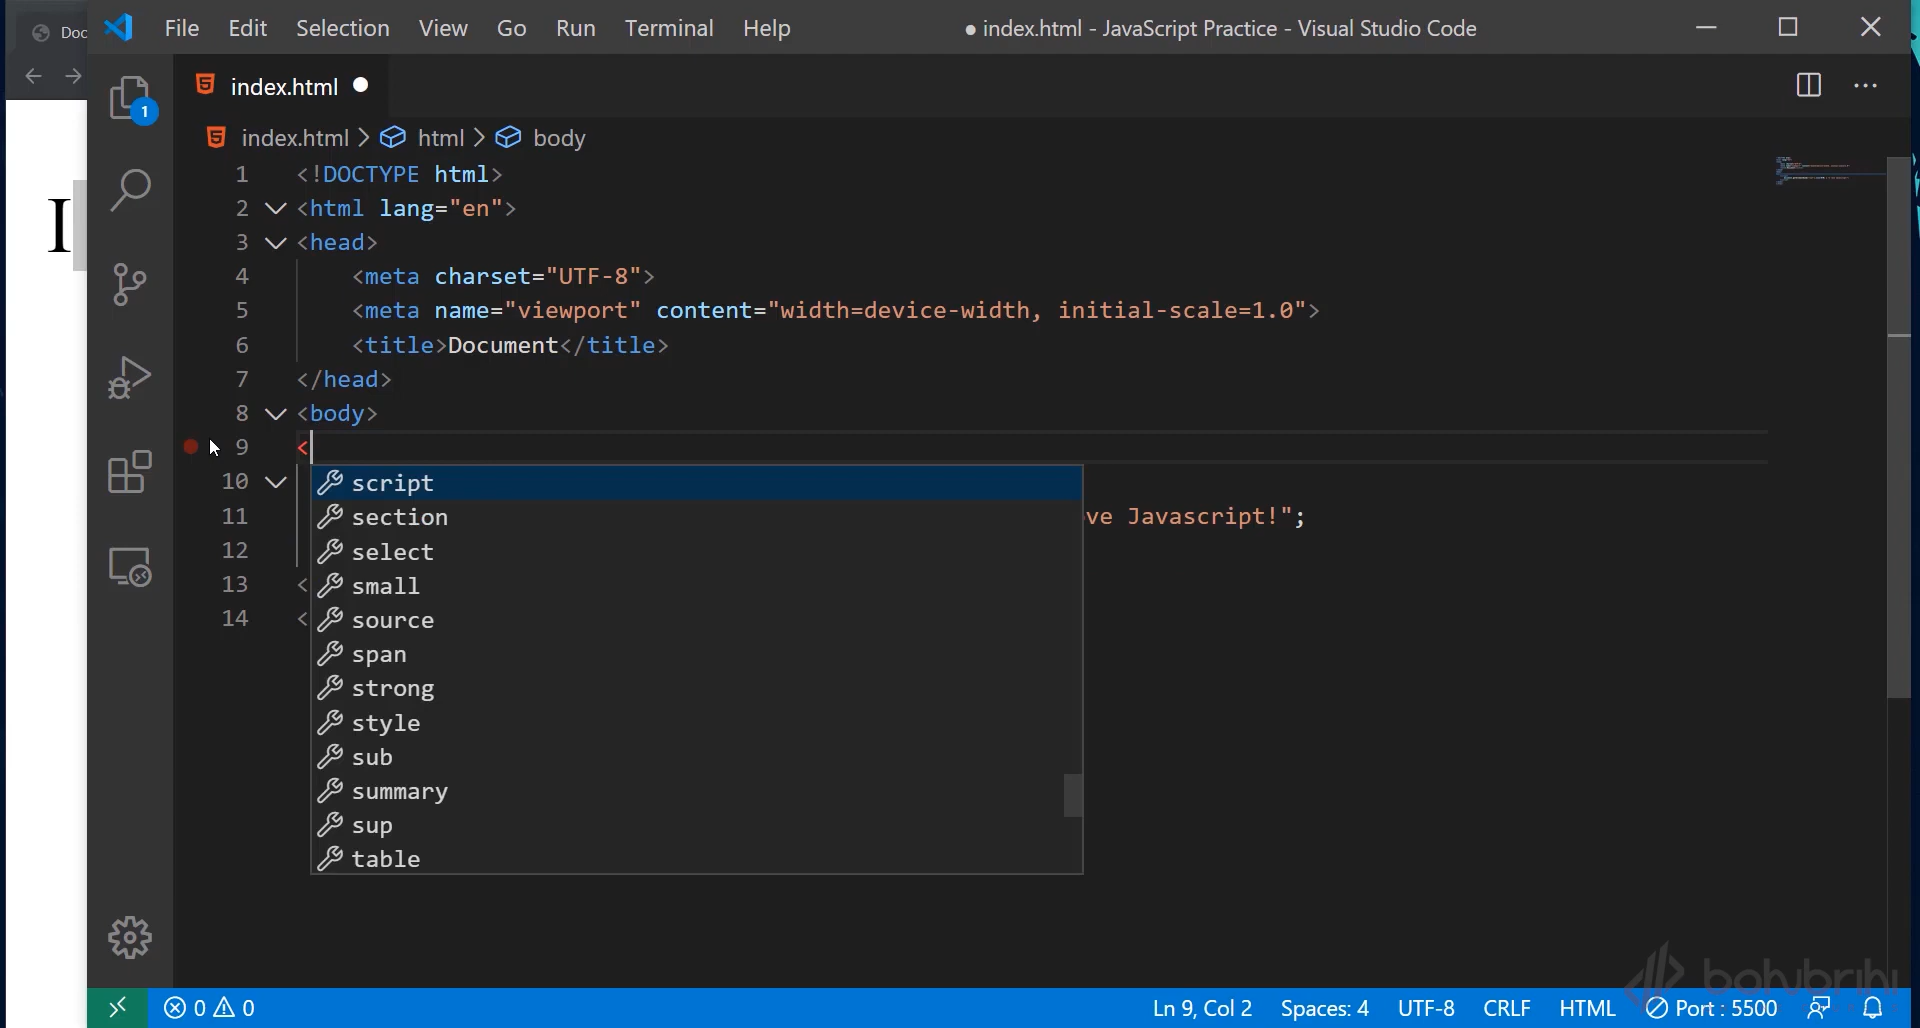 Doc
File Edit Selection View Go Run Terminal Help
● index.html - JavaScript Practice - Visual Studio Code
1
index.html
index.html > html > body
1 <!DOCTYPE html>
2 <html lang="en">
3 <head>
4 <meta charset="UTF-8">
5 <meta name="viewport" content="width=device-width, initial-scale=1.0">
6 <title>Document</title>
7 </head>
8 <body>
9 <
10
11 ve Javascript!";
12
13 <
14 <
script
section
select
small
source
span
strong
style
sub
summary
sup
table
I
bohubrihi
0 0
Ln 9, Col 2 Spaces: 4 UTF-8 CRLF HTML Port : 5500